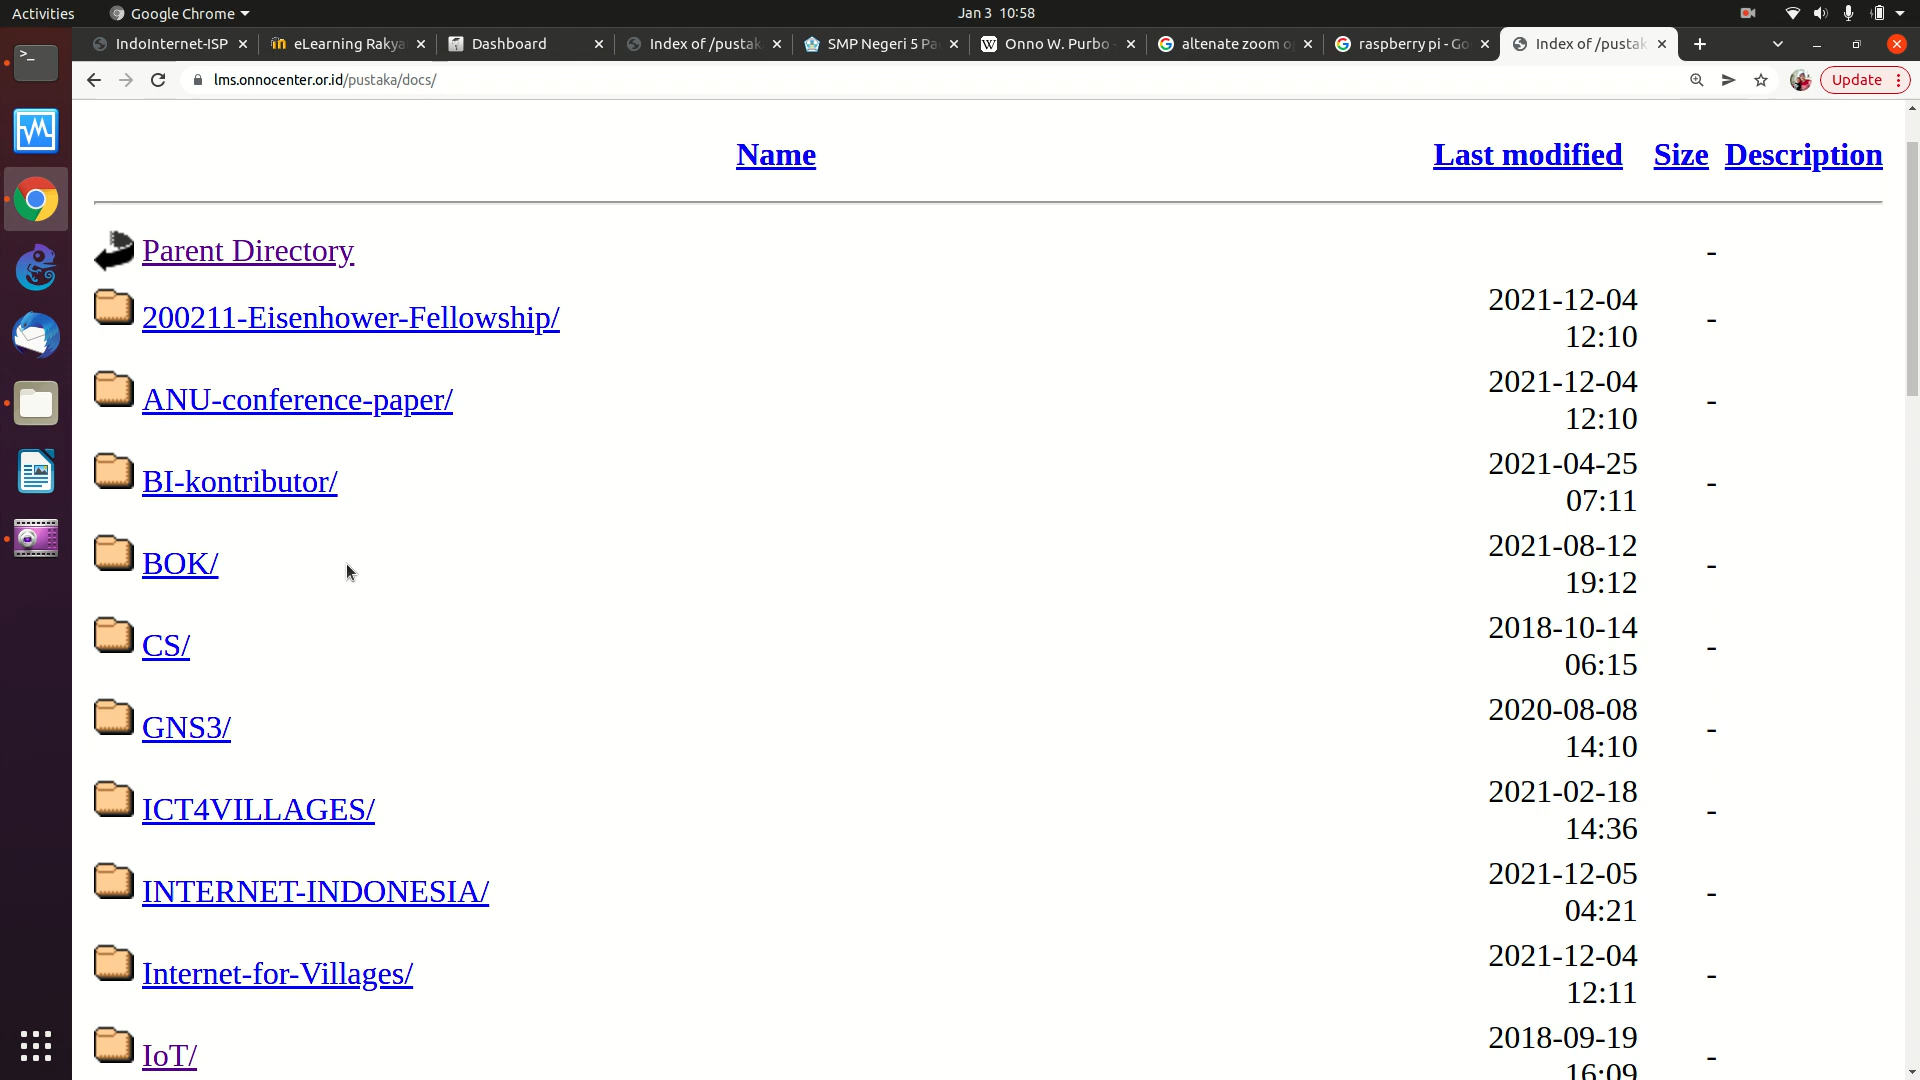 Activities
Google Chrome
Jan 3 10:58
IndoInternet-ISP
eLearning Rakya
Dashboard
Index of /pustak
SMP Negeri 5 Pa
Onno W. Purbo -
altenate zoom o
raspberry pi - Go
Index of /pustak
lms.onnocenter.or.id/pustaka/docs/
Update
Name Last modified Size Description
Parent Directory -
200211-Eisenhower-Fellowship/ 2021-12-04 12:10 -
ANU-conference-paper/ 2021-12-04 12:10 -
BI-kontributor/ 2021-04-25 07:11 -
BOK/ 2021-08-12 19:12 -
CS/ 2018-10-14 06:15 -
GNS3/ 2020-08-08 14:10 -
ICT4VILLAGES/ 2021-02-18 14:36 -
INTERNET-INDONESIA/ 2021-12-05 04:21 -
Internet-for-Villages/ 2021-12-04 12:11 -
IoT/ 2018-09-19 16:09 -